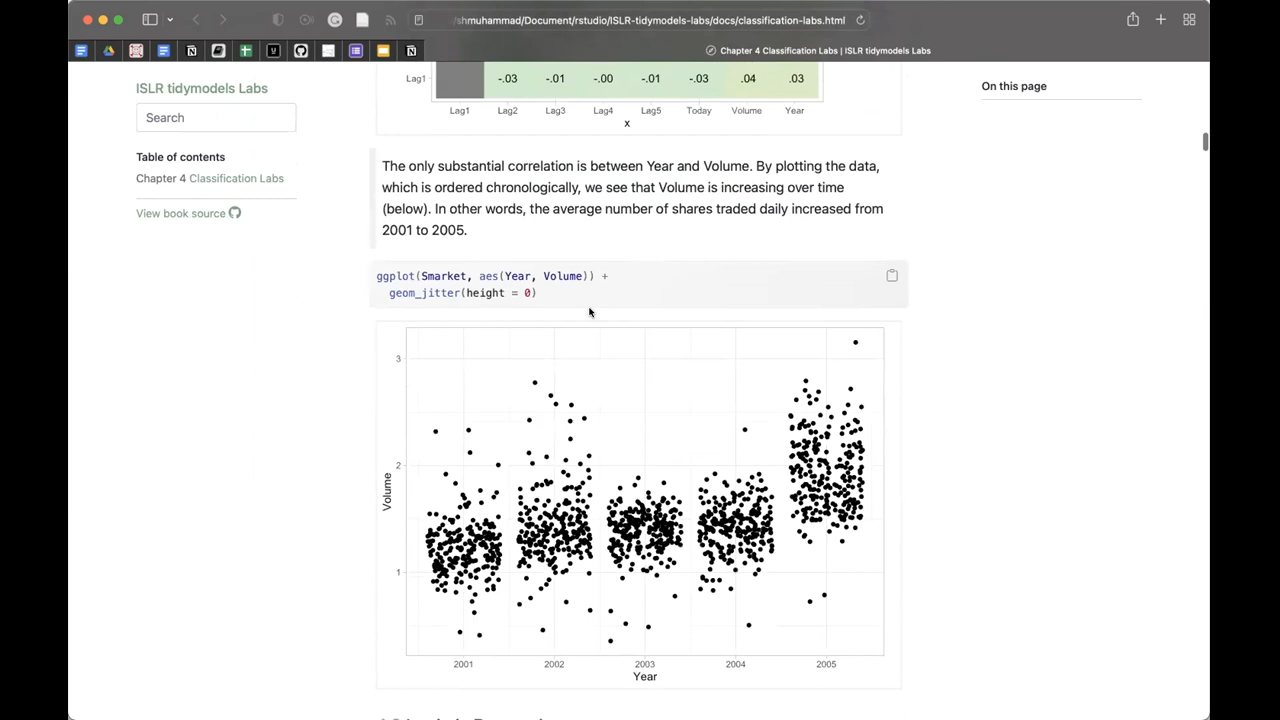 /shmuhammad/Document/rstudio/ISLR-tidymodels-labs/docs/classification-labs.html
Chapter 4 Classification Labs | ISLR tidymodels Labs
ISLR tidymodels Labs
Search
Table of contents
Chapter 4 Classification Labs
View book source
On this page
Lag1 -.03 -.01 -.00 -.01 -.03 .04 .03
Lag1 Lag2 Lag3 Lag4 Lag5 Today Volume Year
x
The only substantial correlation is between Year and Volume. By plotting the data,
which is ordered chronologically, we see that Volume is increasing over time
(below). In other words, the average number of shares traded daily increased from
2001 to 2005.
ggplot(Smarket, aes(Year, Volume)) +
geom_jitter(height = 0)
3
2
1
Volume
2001 2002 2003 2004 2005
Year